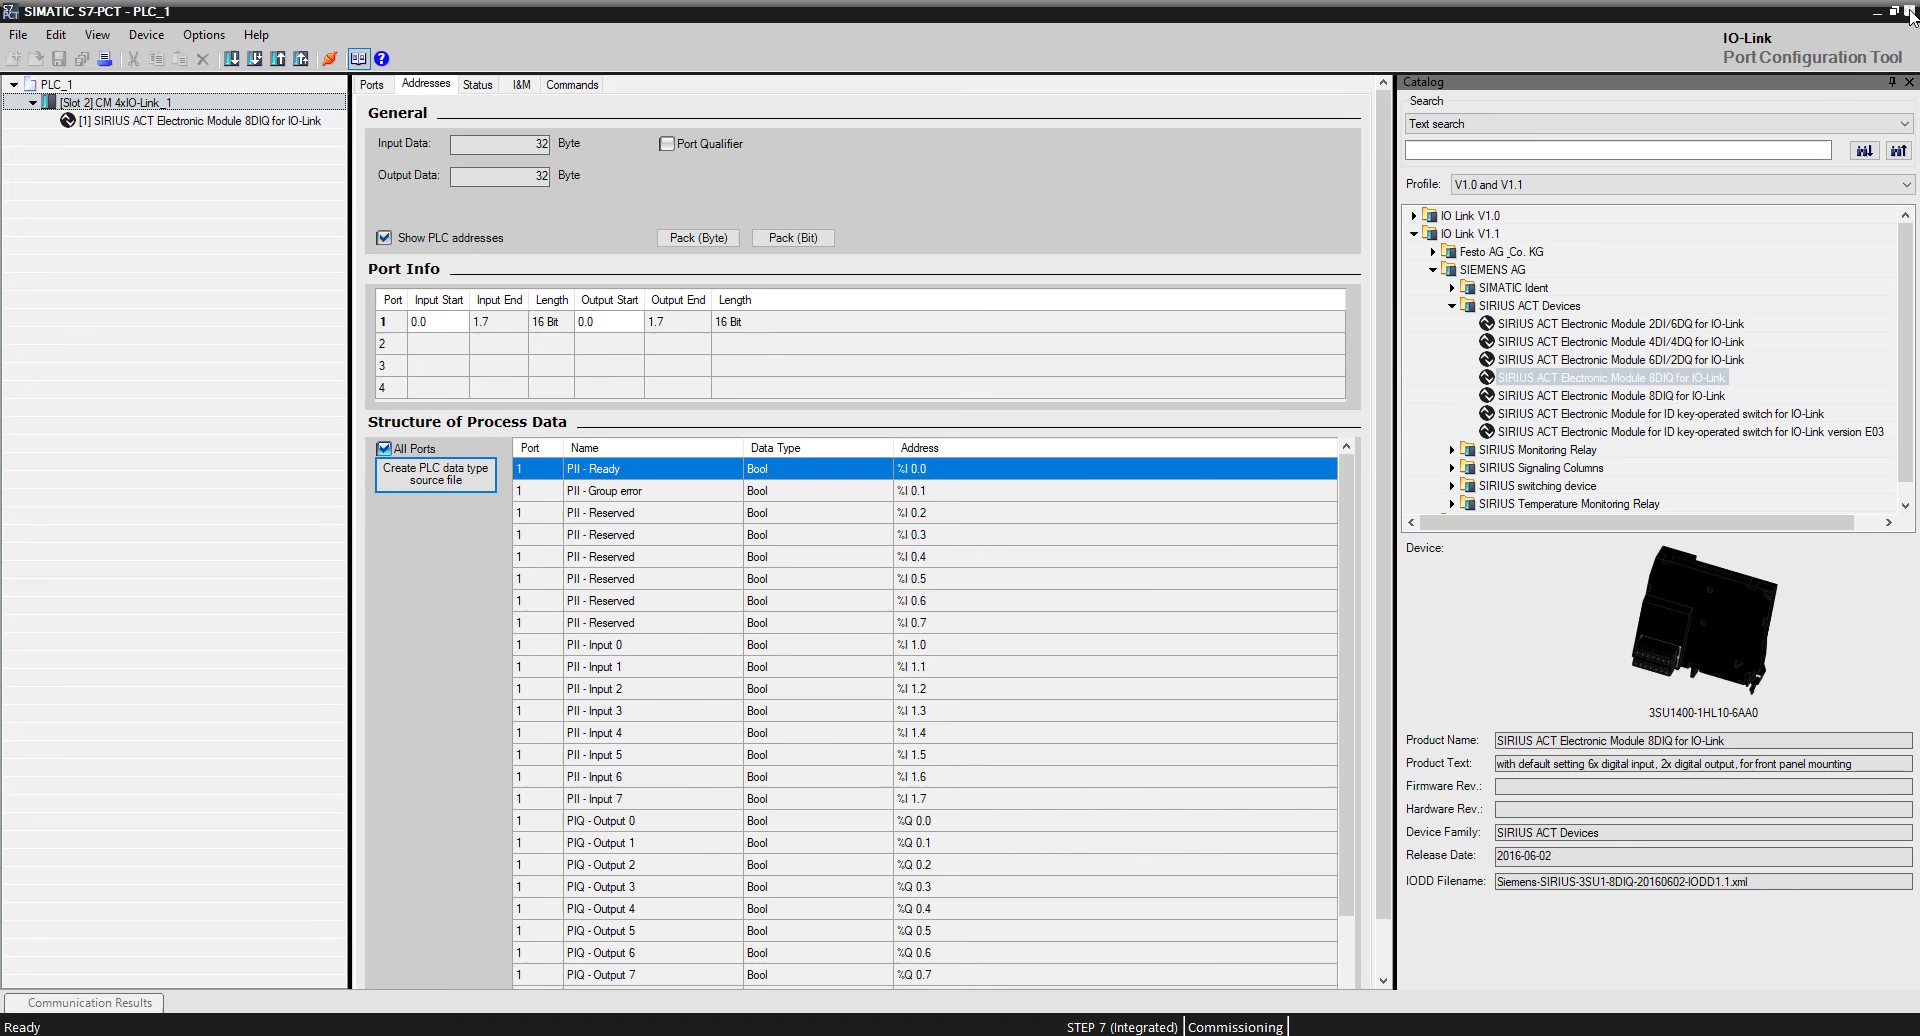 SIMATIC S7-PCT - PLC_1
File Edit View Device Options Help
IO-Link
Port Configuration Tool
PLC_1
[Slot 2] CM 4xIO-Link_1
[1] SIRIUS ACT Electronic Module 8DIQ for IO-Link
Ports Addresses Status I&M Commands
General
Input Data: 32 Byte Port Qualifier
Output Data: 32 Byte
Show PLC addresses Pack (Byte) Pack (Bit)
Port Info
Port Input Start Input End Length Output Start Output End Length
1 0.0 1.7 16 Bit 0.0 1.7 16 Bit
2
3
4
Structure of Process Data
All Ports
Create PLC data type
source file
Port Name Data Type Address
1 PII - Ready Bool %I 0.0
1 PII - Group error Bool %I 0.1
1 PII - Reserved Bool %I 0.2
1 PII - Reserved Bool %I 0.3
1 PII - Reserved Bool %I 0.4
1 PII - Reserved Bool %I 0.5
1 PII - Reserved Bool %I 0.6
1 PII - Reserved Bool %I 0.7
1 PII - Input 0 Bool %I 1.0
1 PII - Input 1 Bool %I 1.1
1 PII - Input 2 Bool %I 1.2
1 PII - Input 3 Bool %I 1.3
1 PII - Input 4 Bool %I 1.4
1 PII - Input 5 Bool %I 1.5
1 PII - Input 6 Bool %I 1.6
1 PII - Input 7 Bool %I 1.7
1 PIQ - Output 0 Bool %Q 0.0
1 PIQ - Output 1 Bool %Q 0.1
1 PIQ - Output 2 Bool %Q 0.2
1 PIQ - Output 3 Bool %Q 0.3
1 PIQ - Output 4 Bool %Q 0.4
1 PIQ - Output 5 Bool %Q 0.5
1 PIQ - Output 6 Bool %Q 0.6
1 PIQ - Output 7 Bool %Q 0.7
Catalog
Search
Text search
Profile: V1.0 and V1.1
IO Link V1.0
IO Link V1.1
Festo AG_Co. KG
SIEMENS AG
SIMATIC Ident
SIRIUS ACT Devices
SIRIUS ACT Electronic Module 2DI/6DQ for IO-Link
SIRIUS ACT Electronic Module 4DI/4DQ for IO-Link
SIRIUS ACT Electronic Module 6DI/2DQ for IO-Link
SIRIUS ACT Electronic Module 8DIQ for IO-Link
SIRIUS ACT Electronic Module 8DIQ for IO-Link
SIRIUS ACT Electronic Module for ID key-operated switch for IO-Link
SIRIUS ACT Electronic Module for ID key-operated switch for IO-Link version E03
SIRIUS Monitoring Relay
SIRIUS Signaling Columns
SIRIUS switching device
SIRIUS Temperature Monitoring Relay
Device:
3SU1400-1HL10-6AA0
Product Name: SIRIUS ACT Electronic Module 8DIQ for IO-Link
Product Text: with default setting 6x digital input, 2x digital output, for front panel mounting
Firmware Rev.:
Hardware Rev.:
Device Family: SIRIUS ACT Devices
Release Date: 2016-06-02
IODD Filename: Siemens-SIRIUS-3SU1-8DIQ-20160602-IODD1.1.xml
Communication Results
Ready STEP 7 (Integrated) Commissioning